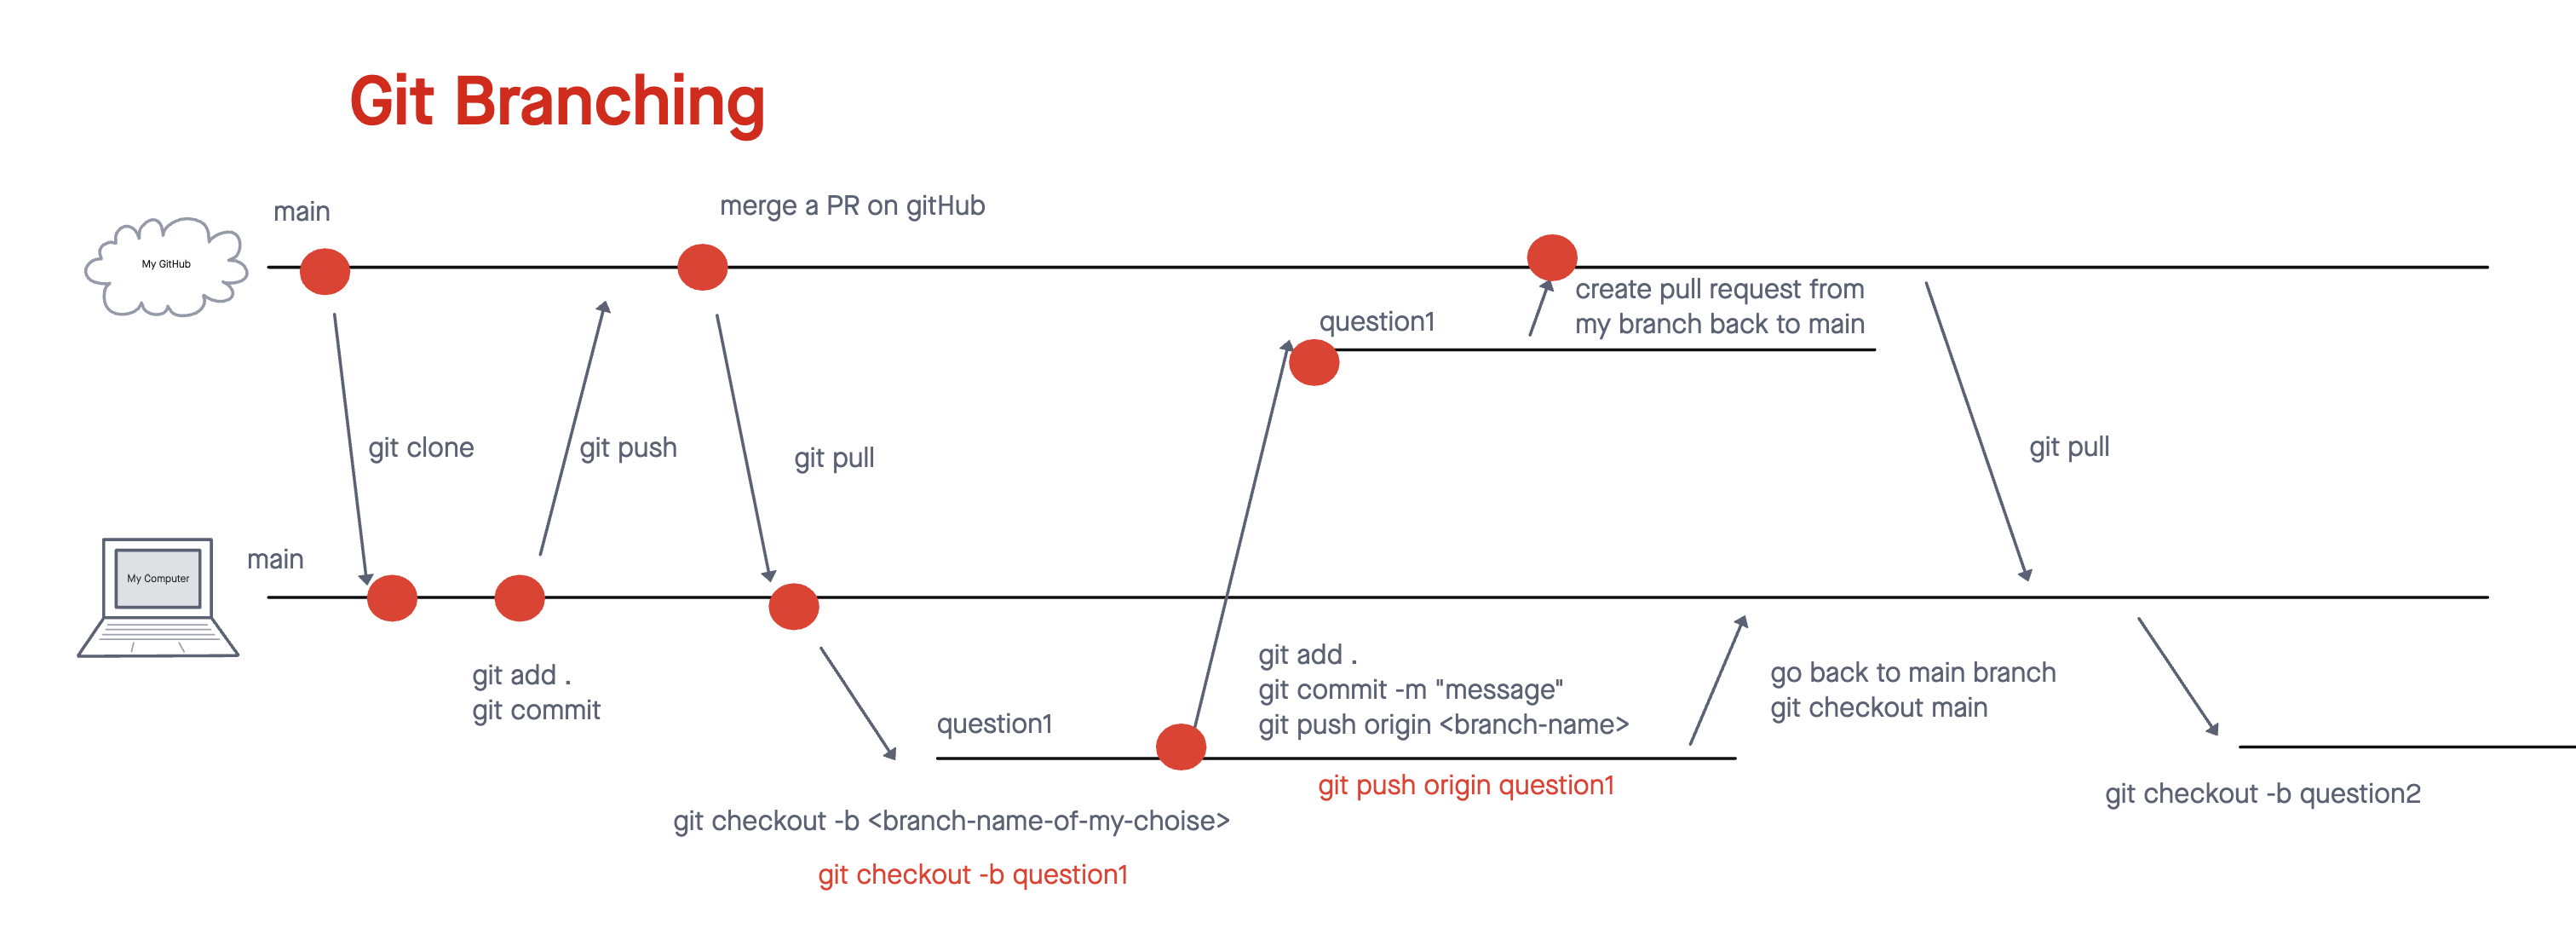 Git Branching
main
merge a PR on gitHub
My GitHub
create pull request from
my branch back to main
question1
git clone
git push
git pull
git pull
main
My Computer
git add .
git commit
git add .
git commit -m "message"
git push origin <branch-name>
go back to main branch
git checkout main
question1
git push origin question1
git checkout -b question2
git checkout -b <branch-name-of-my-choise>
git checkout -b question1